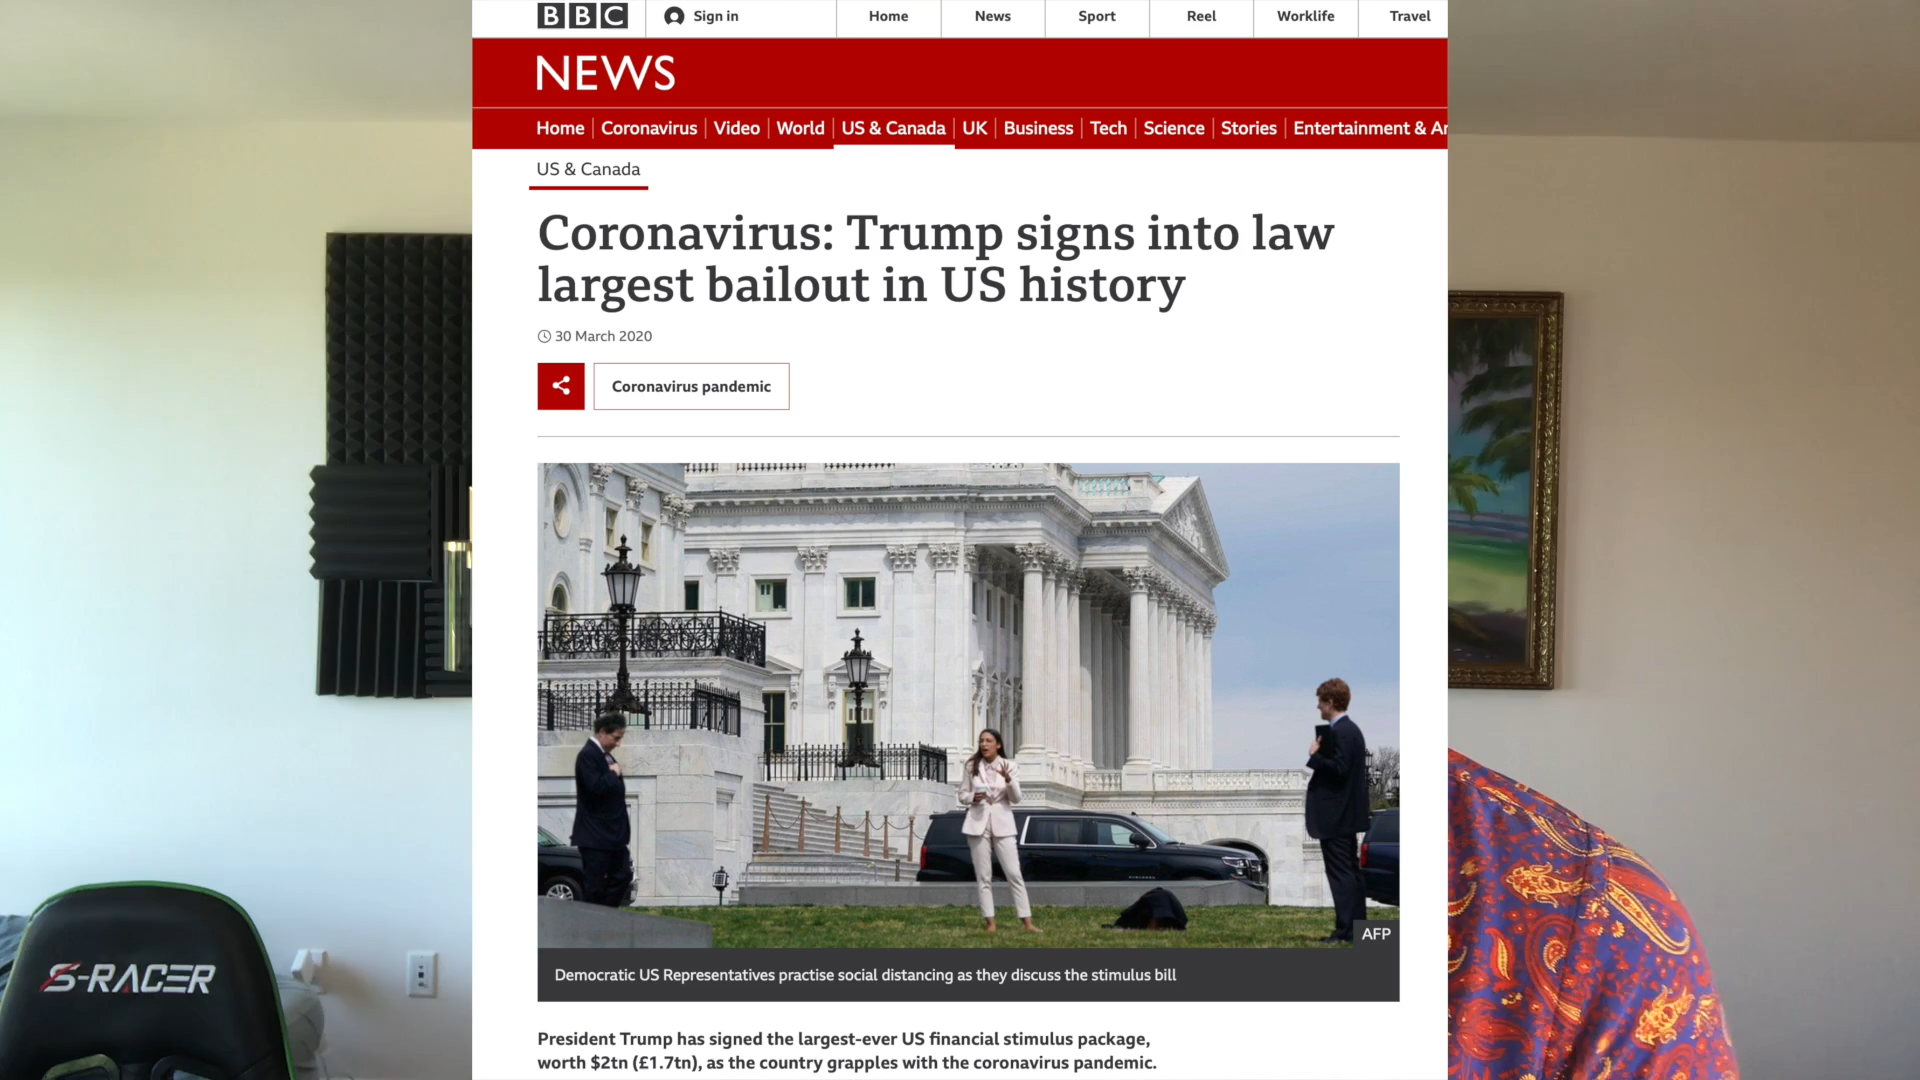 BBC
Sign in
Home
News
Sport
Reel
Worklife
Travel
NEWS
Home
Coronavirus
Video
World
US & Canada
UK
Business
Tech
Science
Stories
Entertainment & Ar
US & Canada
Coronavirus: Trump signs into law
largest bailout in US history
30 March 2020
Coronavirus pandemic
AFP
Democratic US Representatives practise social distancing as they discuss the stimulus bill
President Trump has signed the largest-ever US financial stimulus package,
worth $2tn (£1.7tn), as the country grapples with the coronavirus pandemic.
S-RACER